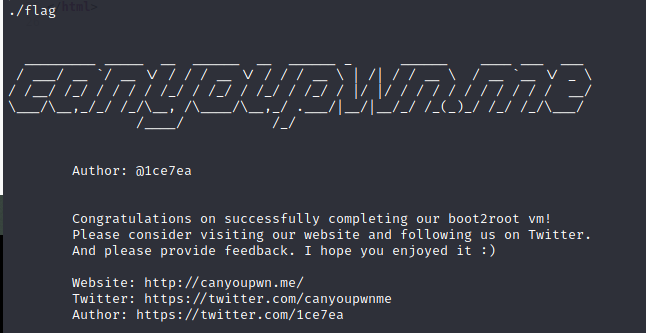 ./flag
canyoupwn.me
Author: @1ce7ea
Congratulations on successfully completing our boot2root vm!
Please consider visiting our website and following us on Twitter.
And please provide feedback. I hope you enjoyed it :)
Website: http://canyoupwn.me/
Twitter: https://twitter.com/canyoupwnme
Author: https://twitter.com/1ce7ea